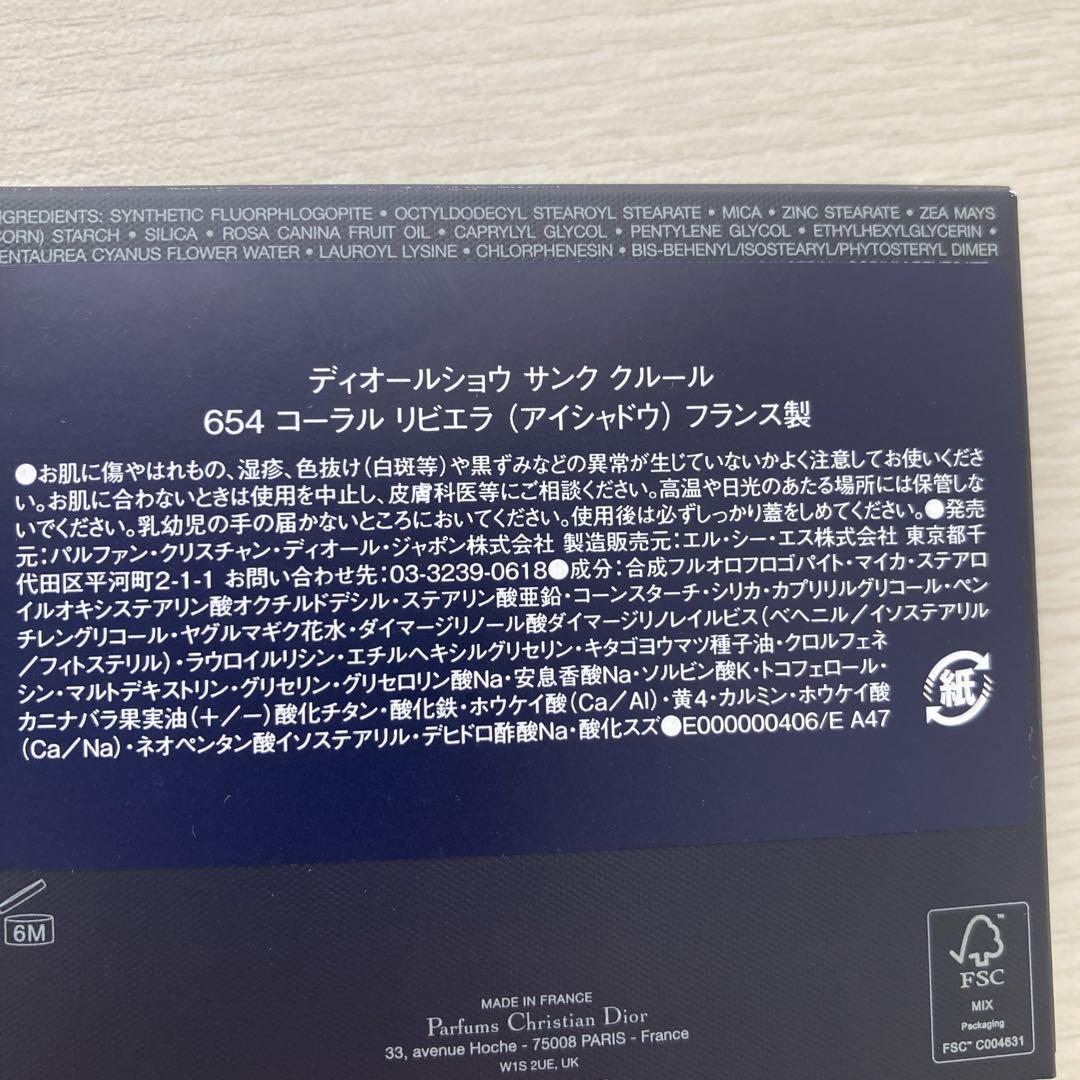 NGREDIENTS: SYNTHETIC FLUORPHLOGOPITE • OCTYLDODECYL STEAROYL STEARATE • MICA • ZINC STEARATE • ZEA MAYS
CORN) STARCH • SILICA • ROSA CANINA FRUIT OIL • CAPRYLYL GLYCOL • PENTYLENE GLYCOL • ETHYLHEXYLGLYCERIN •
ENTAUREA CYANUS FLOWER WATER • LAUROYL LYSINE • CHLORPHENESIN • BIS-BEHENYL/ISOSTEARYL/PHYTOSTERYL DIMER
ディオールショウ サンク クルール
654 コーラル リビエラ (アイシャドウ) フランス製
●お肌に傷やはれもの、湿疹、色抜け(白斑等)や黒ずみなどの異常が生じていないかよく注意してお使いくださ
い。お肌に合わないときは使用を中止し、皮膚科医等にご相談ください。高温や日光のあたる場所には保管しな
いでください。乳幼児の手の届かないところにおいてください。使用後は必ずしっかり蓋をしめてください。●発売
元:パルファン・クリスチャン・ディオール・ジャポン株式会社 製造販売元:エル・シー・エス株式会社 東京都千
代田区平河町2-1-1 お問い合わせ先:03-3239-0618●成分:合成フルオロフロゴパイト・マイカ・ステアロ
イルオキシステアリン酸オクチルドデシル・ステアリン酸亜鉛・コーンスターチ・シリカ・カプリリルグリコール・ペン
チレングリコール・ヤグルマギク花水・ダイマージリノール酸ダイマージリノレイルビス(ベヘニル/イソステアリル
/フィトステリル)・ラウロイルリシン・エチルヘキシルグリセリン・キタゴヨウマツ種子油・クロルフェネ
シン・マルトデキストリン・グリセリン・グリセロリン酸Na・安息香酸Na・ソルビン酸K・トコフェロール・
カニナバラ果実油(+/-)酸化チタン・酸化鉄・ホウケイ酸(Ca/Al)・黄4・カルミン・ホウケイ酸
(Ca/Na)・ネオペンタン酸イソステアリル・デヒドロ酢酸Na・酸化スズ●E000000406/E A47
紙
6M
MADE IN FRANCE
Parfums Christian Dior
33, avenue Hoche - 75008 PARIS - France
W1S 2UE, UK
FSC
MIX
Packaging
FSC™ C004631